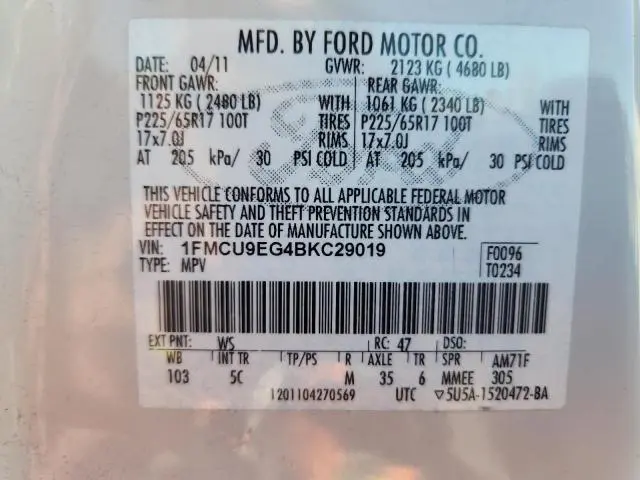 MFD. BY FORD MOTOR CO.
DATE: 04/11 GVWR: 2123 KG ( 4680 LB)
FRONT GAWR: REAR GAWR:
1125 KG ( 2480 LB) WITH 1061 KG ( 2340 LB) WITH
P225/65R17 100T TIRES P225/65R17 100T TIRES
17x7.0J RIMS 17x7.0J RIMS
AT 205 kPa/ 30 PSI COLD AT 205 kPa/ 30 PSI COLD
THIS VEHICLE CONFORMS TO ALL APPLICABLE FEDERAL MOTOR
VEHICLE SAFETY AND THEFT PREVENTION STANDARDS IN
EFFECT ON THE DATE OF MANUFACTURE SHOWN ABOVE.
VIN: 1FMCU9EG4BKC29019 F0096
TYPE: MPV T0234
EXT PNT: WS RC: 47 DSO:
WB INT TR TP/PS R AXLE TR SPR AM71F
103 5C M 35 6 MMEE 305
1201104270569 UTC ▽5U5A-1520472-BA